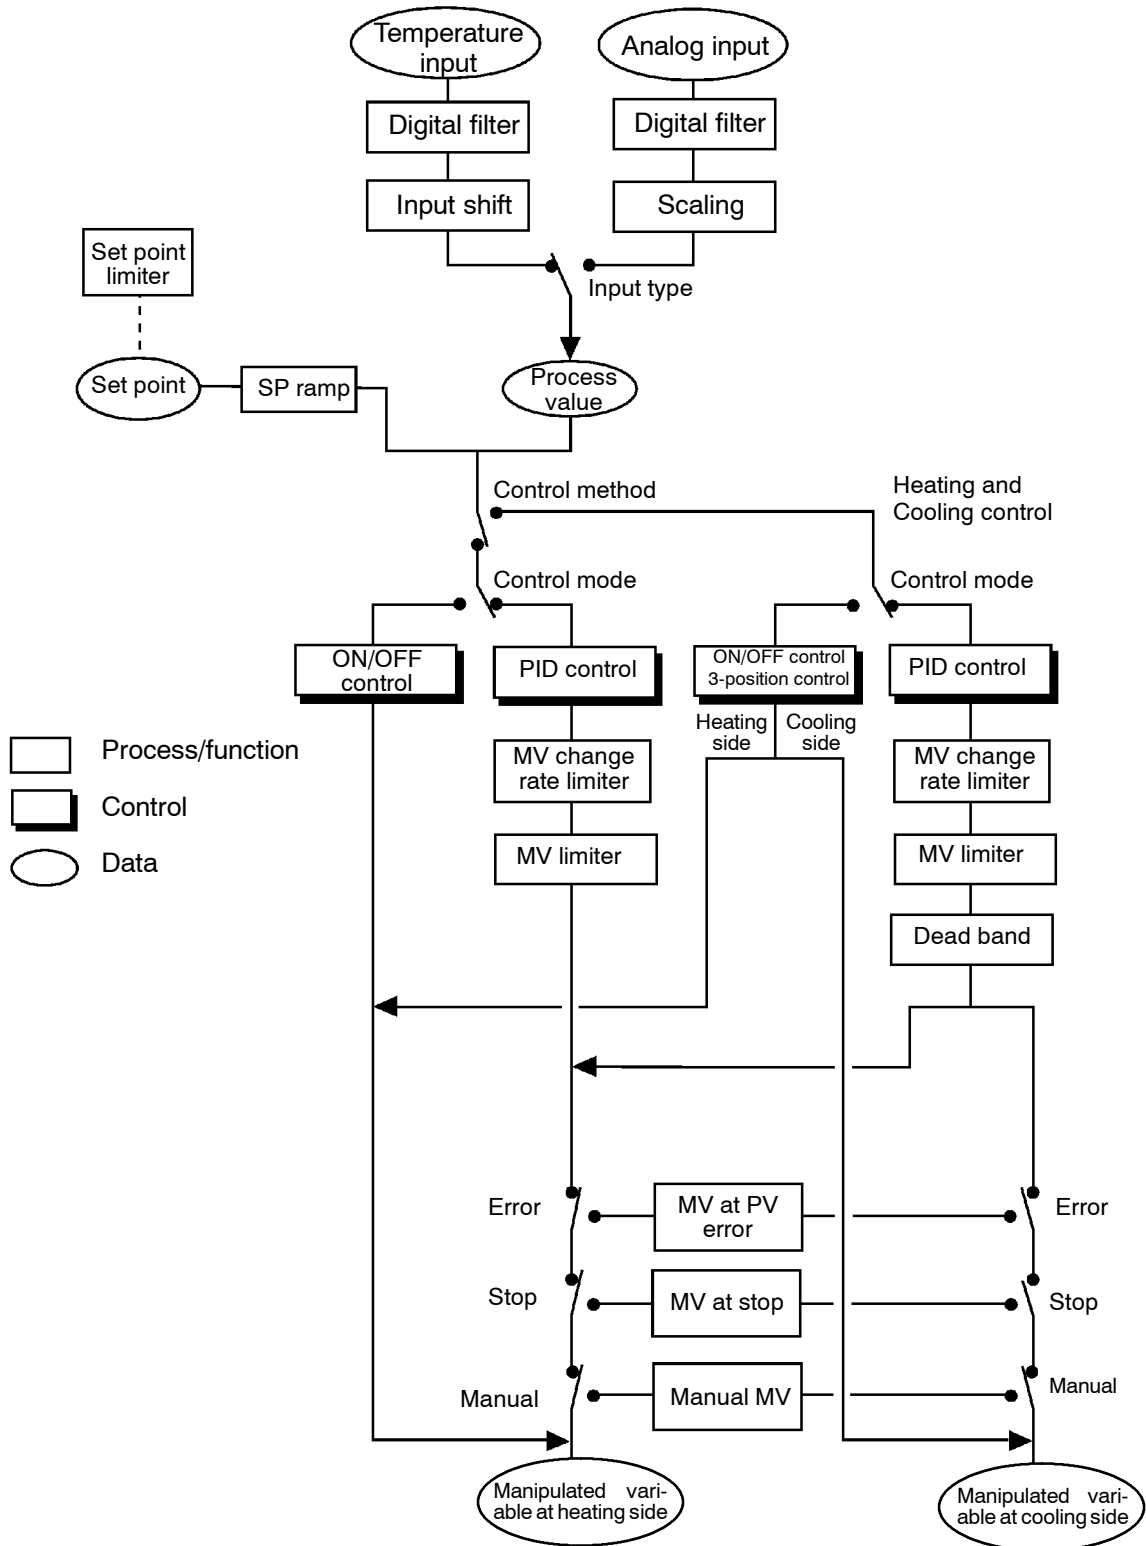 Temperature
input
Analog input
Digital filter
Digital filter
Input shift
Scaling
Set point
limiter
Input type
Set point
SP ramp
Process
value
Control method
Heating and
Cooling control
Control mode
Control mode
ON/OFF
control
PID control
ON/OFF control
3-position control
PID control
Heating
side
Cooling
side
Process/function
Control
Data
MV change
rate limiter
MV change
rate limiter
MV limiter
MV limiter
Dead band
Error
MV at PV
error
Error
Stop
MV at stop
Stop
Manual
Manual MV
Manual
Manipulated vari-
able at heating side
Manipulated vari-
able at cooling side